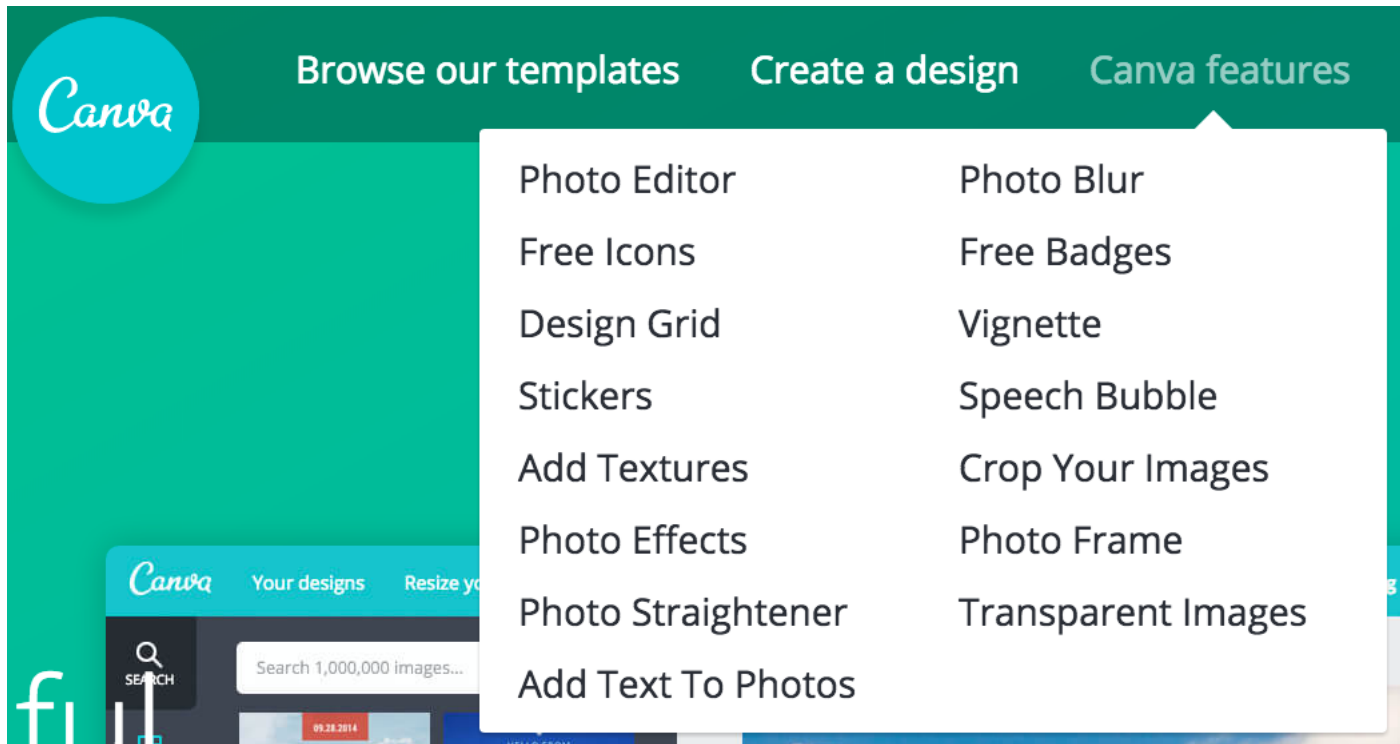 Canva
Browse our templates Create a design Canva features
Photo Editor Photo Blur
Free Icons Free Badges
Design Grid Vignette
Stickers Speech Bubble
Add Textures Crop Your Images
Photo Effects Photo Frame
Photo Straightener Transparent Images
Add Text To Photos
Canva Your designs Resize
SEARCH
Search 1,000,000 images...
09.28.2014